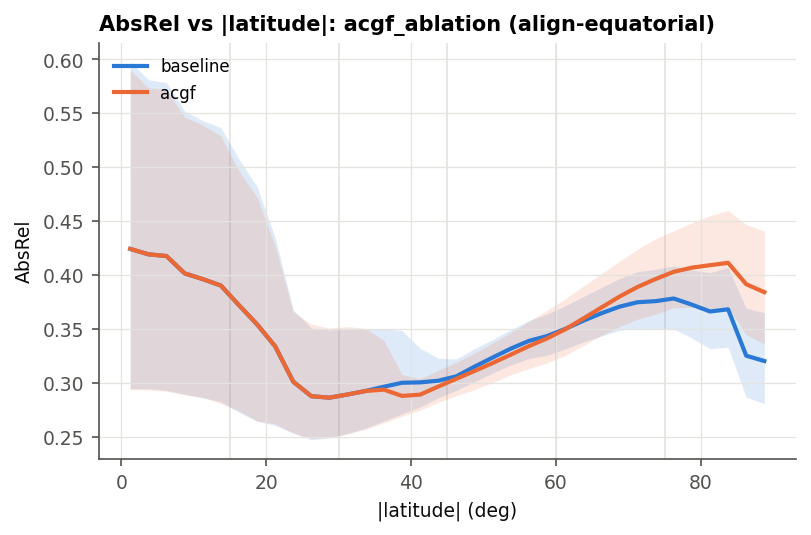 AbsRel vs |latitude|: acgf_ablation (align-equatorial)
baseline
acgf
0.60
0.55
0.50
0.45
0.40
0.35
0.30
0.25
AbsRel
0 20 40 60 80
|latitude| (deg)